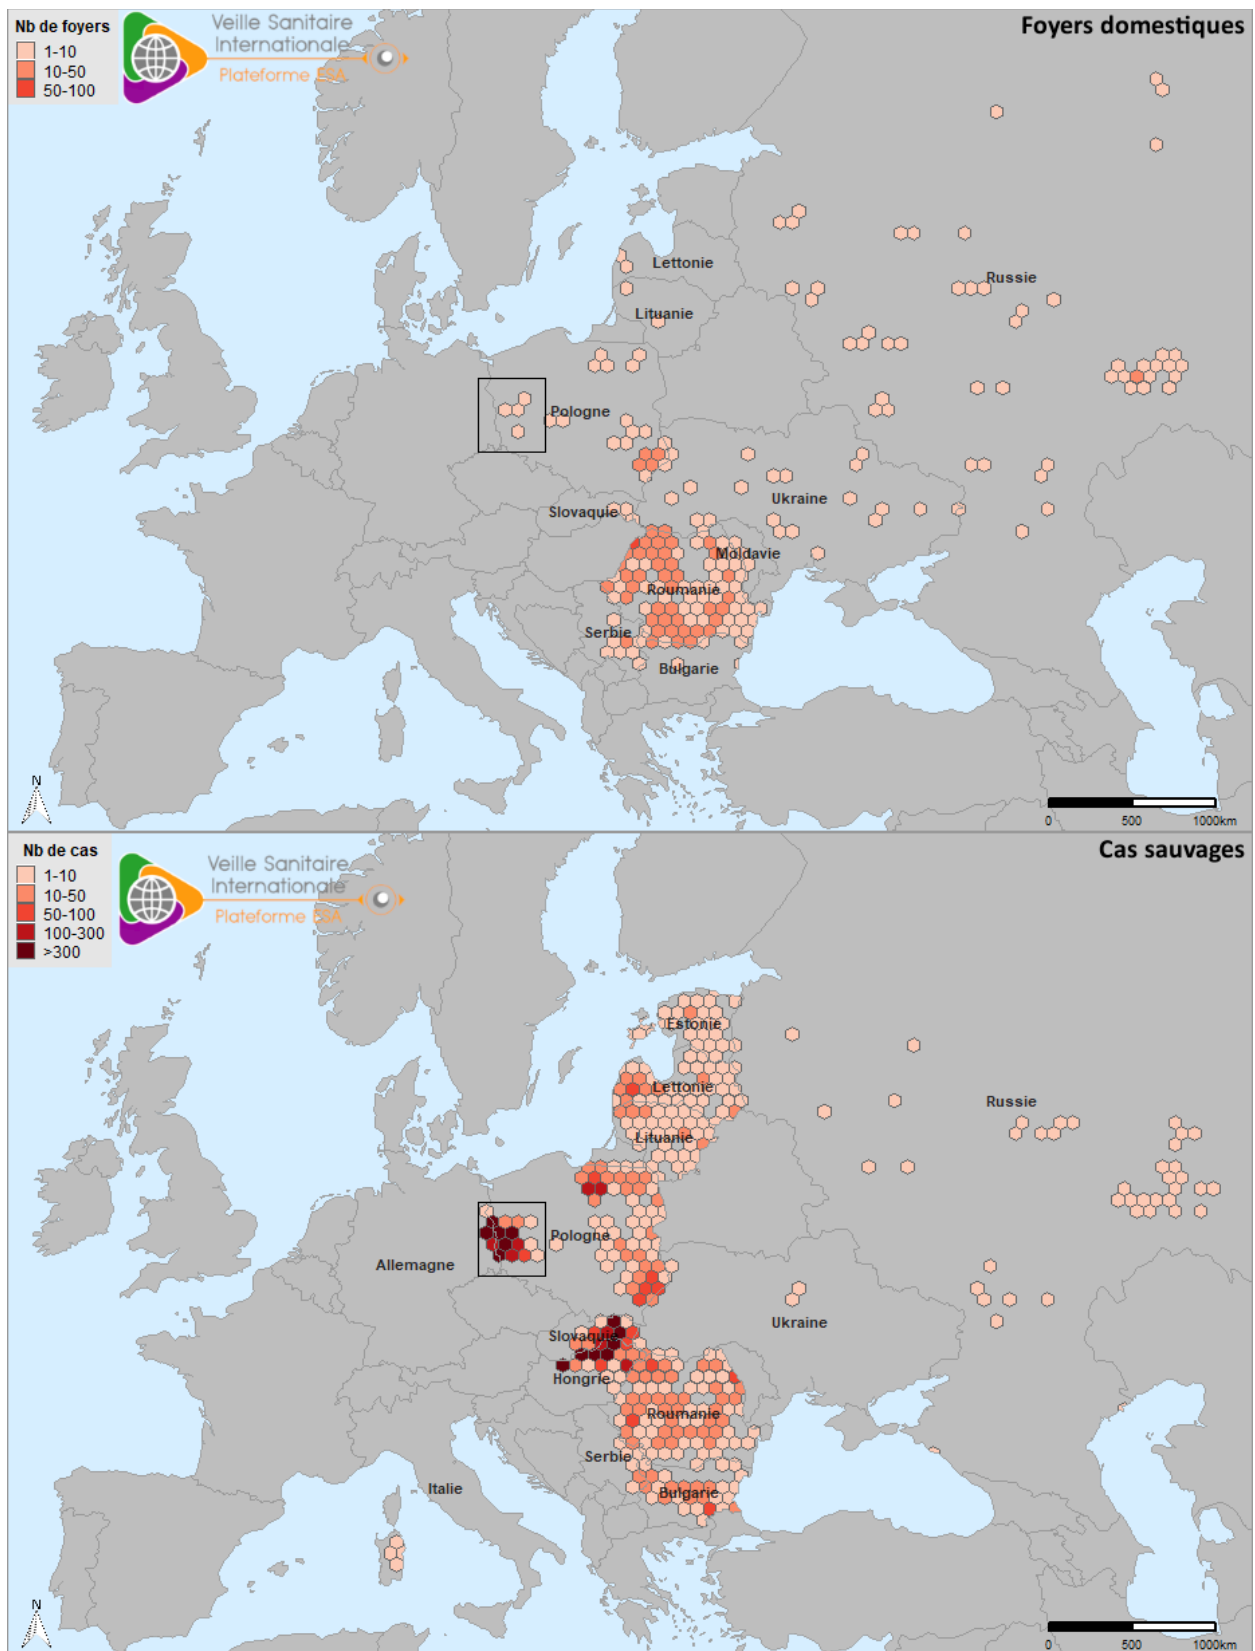 Nb de foyers
1-10
10-50
50-100
Veille Sanitaire
Internationale
Plateforme ESA
Foyers domestiques
Lettonie
Russie
Lituanie
Pologne
Ukraine
Slovaquie
Moldavie
Roumanie
Serbie
Bulgarie
N
0 500 1000km
Nb de cas
1-10
10-50
50-100
100-300
>300
Veille Sanitaire
Internationale
Plateforme ESA
Cas sauvages
Estonie
Lettonie
Russie
Lituanie
Pologne
Allemagne
Ukraine
Slovaquie
Hongrie
Roumanie
Serbie
Italie
Bulgarie
N
0 500 1000km